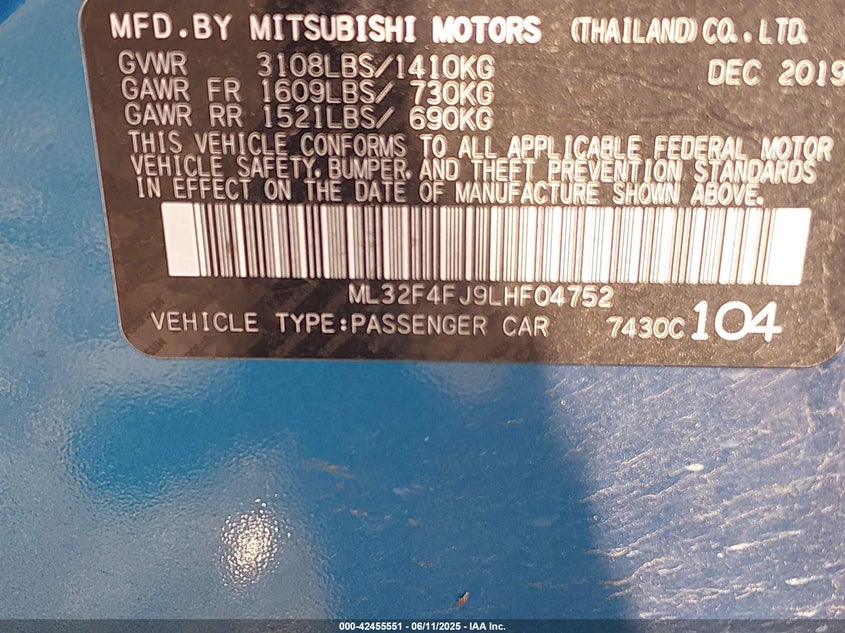 MFD.BY MITSUBISHI MOTORS (THAILAND) CO.,LTD.
GVWR 3108LBS/1410KG DEC 2019
GAWR FR 1609LBS/ 730KG
GAWR RR 1521LBS/ 690KG
THIS VEHICLE CONFORMS TO ALL APPLICABLE FEDERAL MOTOR
VEHICLE SAFETY, BUMPER, AND THEFT PREVENTION STANDARDS
IN EFFECT ON THE DATE OF MANUFACTURE SHOWN ABOVE.
ML32F4FJ9LHF04752
VEHICLE TYPE:PASSENGER CAR 7430C 104
000-42455551 - 06/11/2025 - IAA Inc.